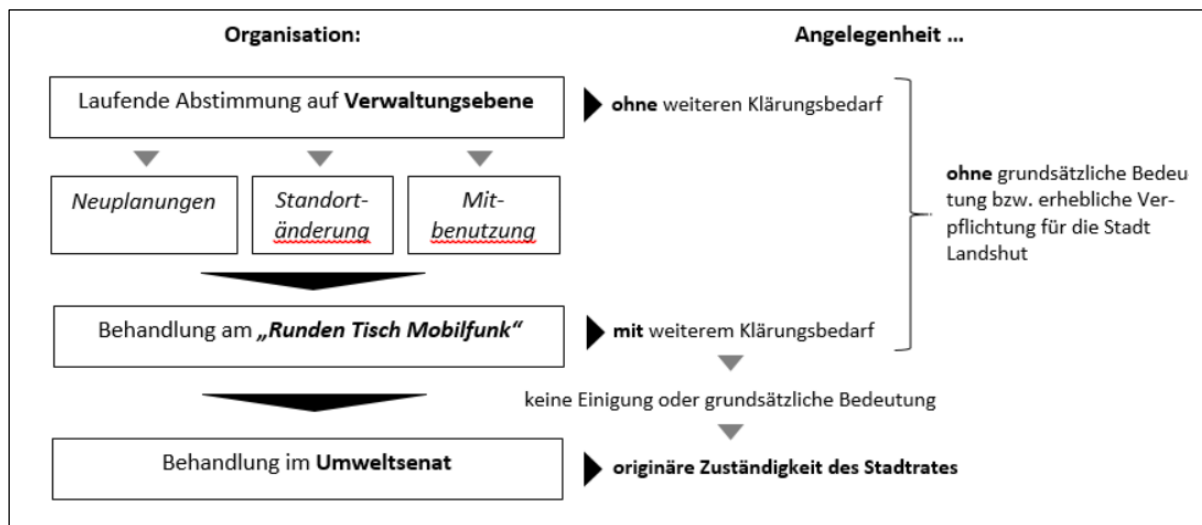 Organisation:
Angelegenheit ...
Laufende Abstimmung auf Verwaltungsebene
ohne weiteren Klärungsbedarf
Neuplanungen
Standort-
änderung
Mit-
benutzung
ohne grundsätzliche Bedeu
tung bzw. erhebliche Ver-
pflichtung für die Stadt
Landshut
Behandlung am „Runden Tisch Mobilfunk“
mit weiterem Klärungsbedarf
keine Einigung oder grundsätzliche Bedeutung
Behandlung im Umweltsenat
originäre Zuständigkeit des Stadtrates